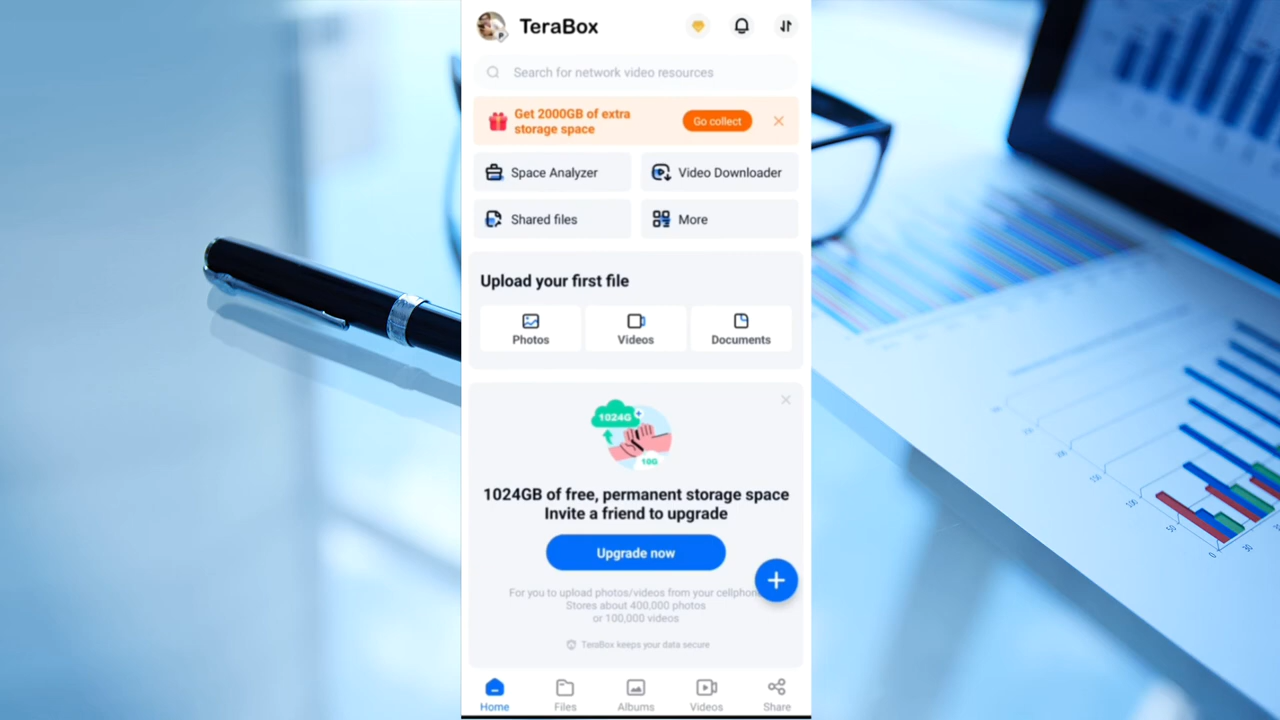 TeraBox
Search for network video resources
Get 2000GB of extra
storage space
Go collect
Space Analyzer
Video Downloader
Shared files
More
Upload your first file
Photos
Videos
Documents
1024G
10G
1024GB of free, permanent storage space
Invite a friend to upgrade
Upgrade now
For you to upload photos/videos from your cellphone
Stores about 400,000 photos
or 100,000 videos
TeraBox keeps your data secure
Home
Files
Albums
Videos
Share